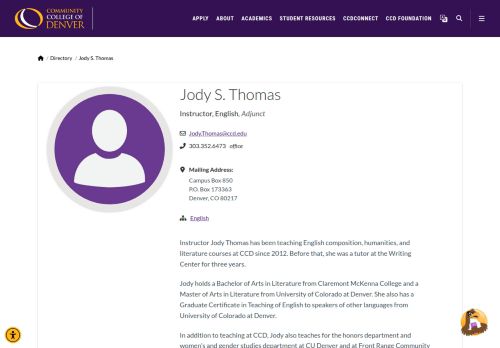 COMMUNITY
COLLEGE OF
DENVER
APPLY ABOUT ACADEMICS STUDENT RESOURCES CCDCONNECT CCD FOUNDATION
/ Directory / Jody S. Thomas
Jody S. Thomas
Instructor, English, Adjunct
Jody.Thomas@ccd.edu
303.352.6473 office
Mailing Address:
Campus Box 850
P.O. Box 173363
Denver, CO 80217
English
Instructor Jody Thomas has been teaching English composition, humanities, and
literature courses at CCD since 2012. Before that, she was a tutor at the Writing
Center for three years.
Jody holds a Bachelor of Arts in Literature from Claremont McKenna College and a
Master of Arts in Literature from University of Colorado at Denver. She also has a
Graduate Certificate in Teaching of English to speakers of other languages from
University of Colorado at Denver.
In addition to teaching at CCD, Jody also teaches for the honors department and
women's and gender studies department at CU Denver and at Front Range Community